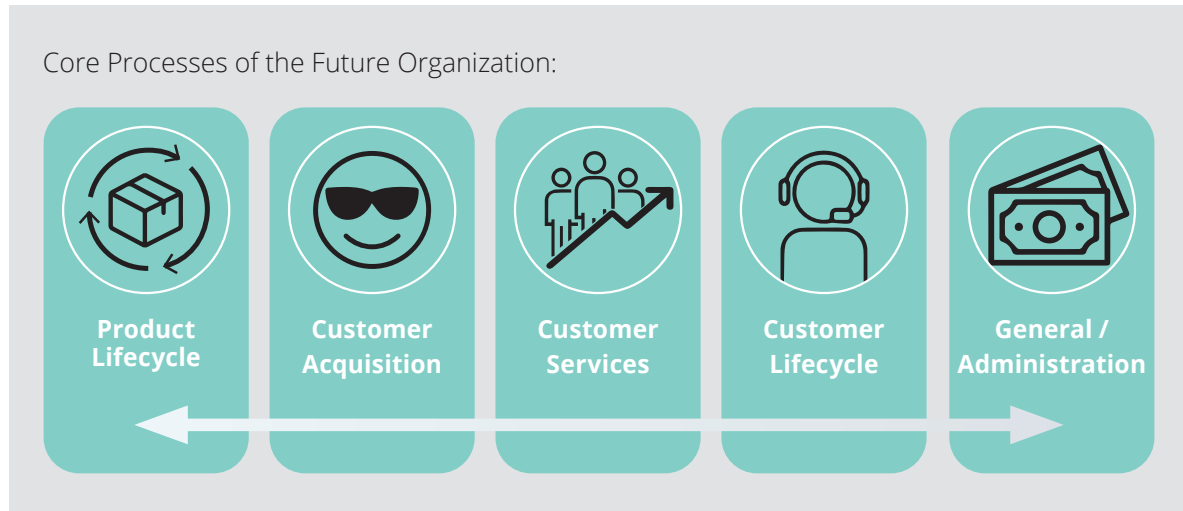 Core Processes of the Future Organization:
Product
Lifecycle
Customer
Acquisition
Customer
Services
Customer
Lifecycle
General /
Administration